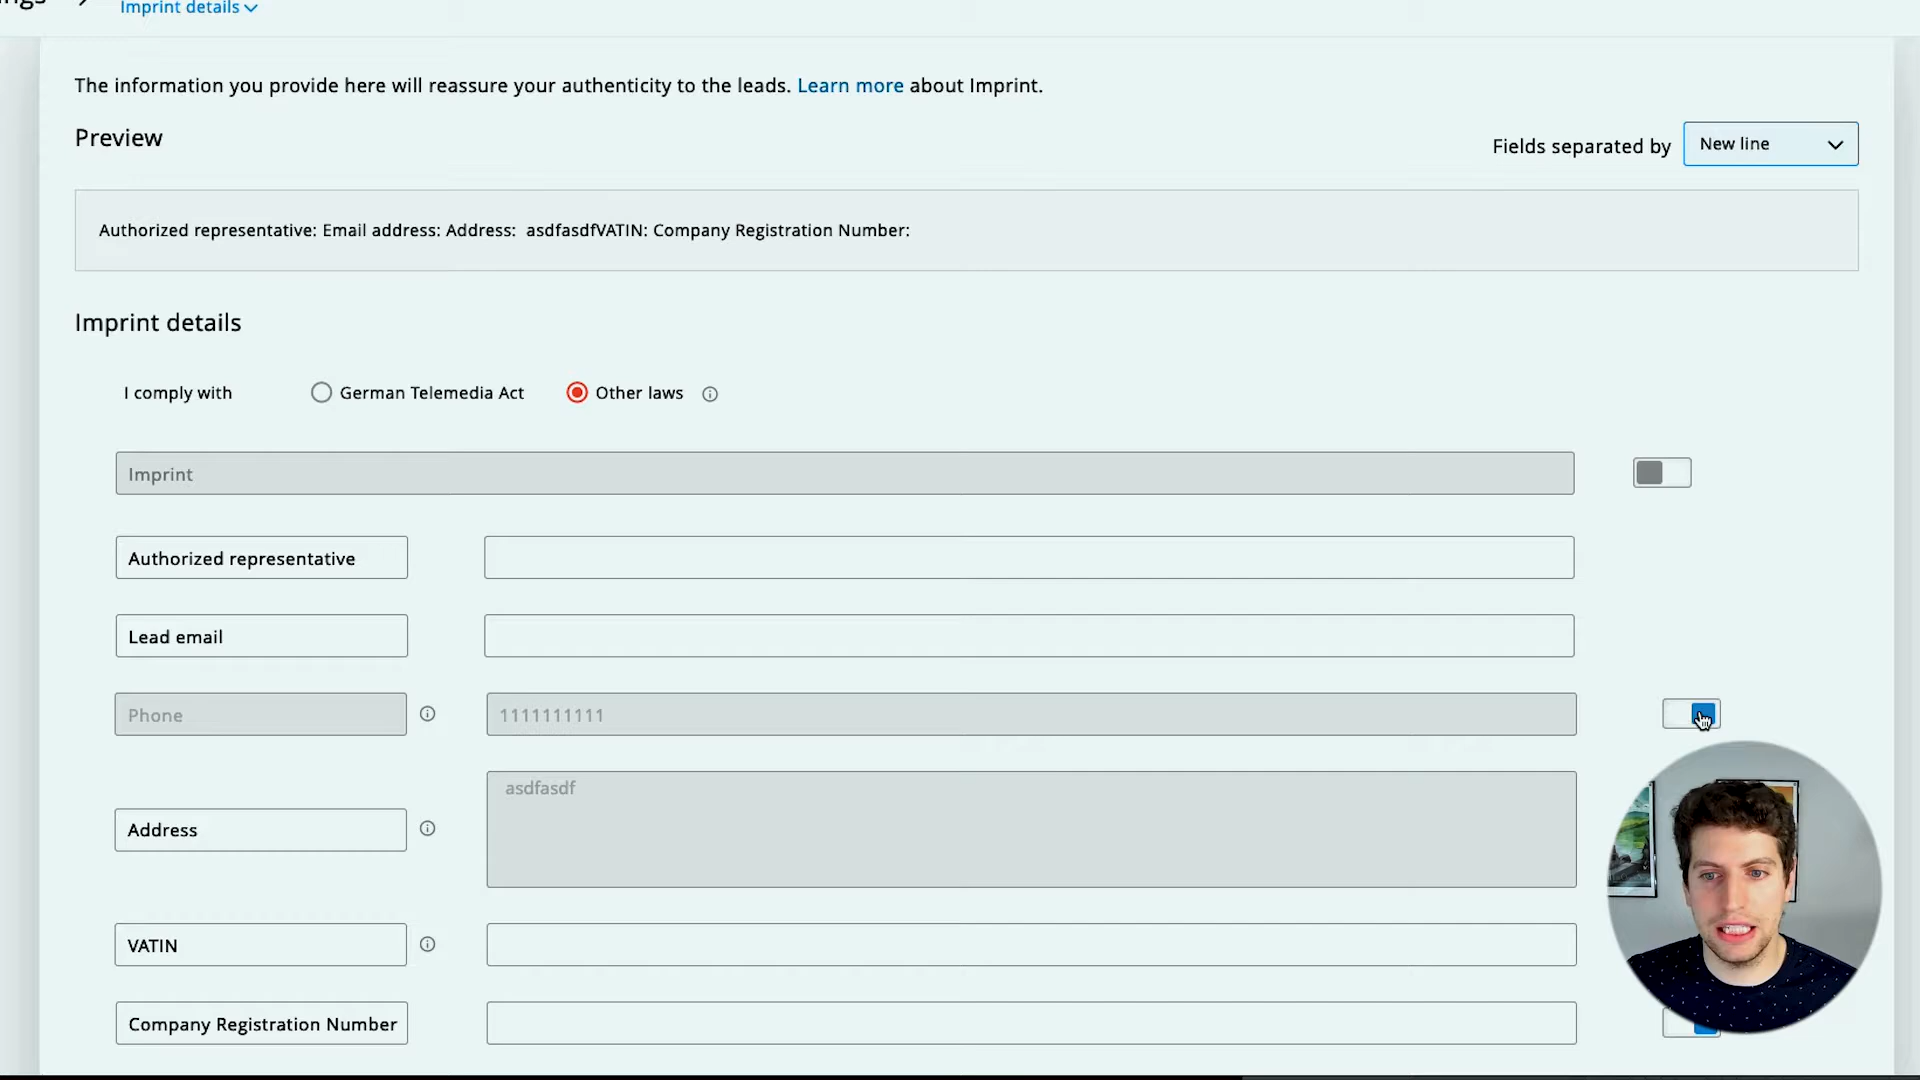 Imprint details
The information you provide here will reassure your authenticity to the leads. Learn more about Imprint.
Preview
Fields separated by New line
Authorized representative: Email address: Address: asdfasdfVATIN: Company Registration Number:
Imprint details
I comply with German Telemedia Act Other laws
Imprint
Authorized representative
Lead email
Phone 1111111111
asdfasdf
Address
VATIN
Company Registration Number